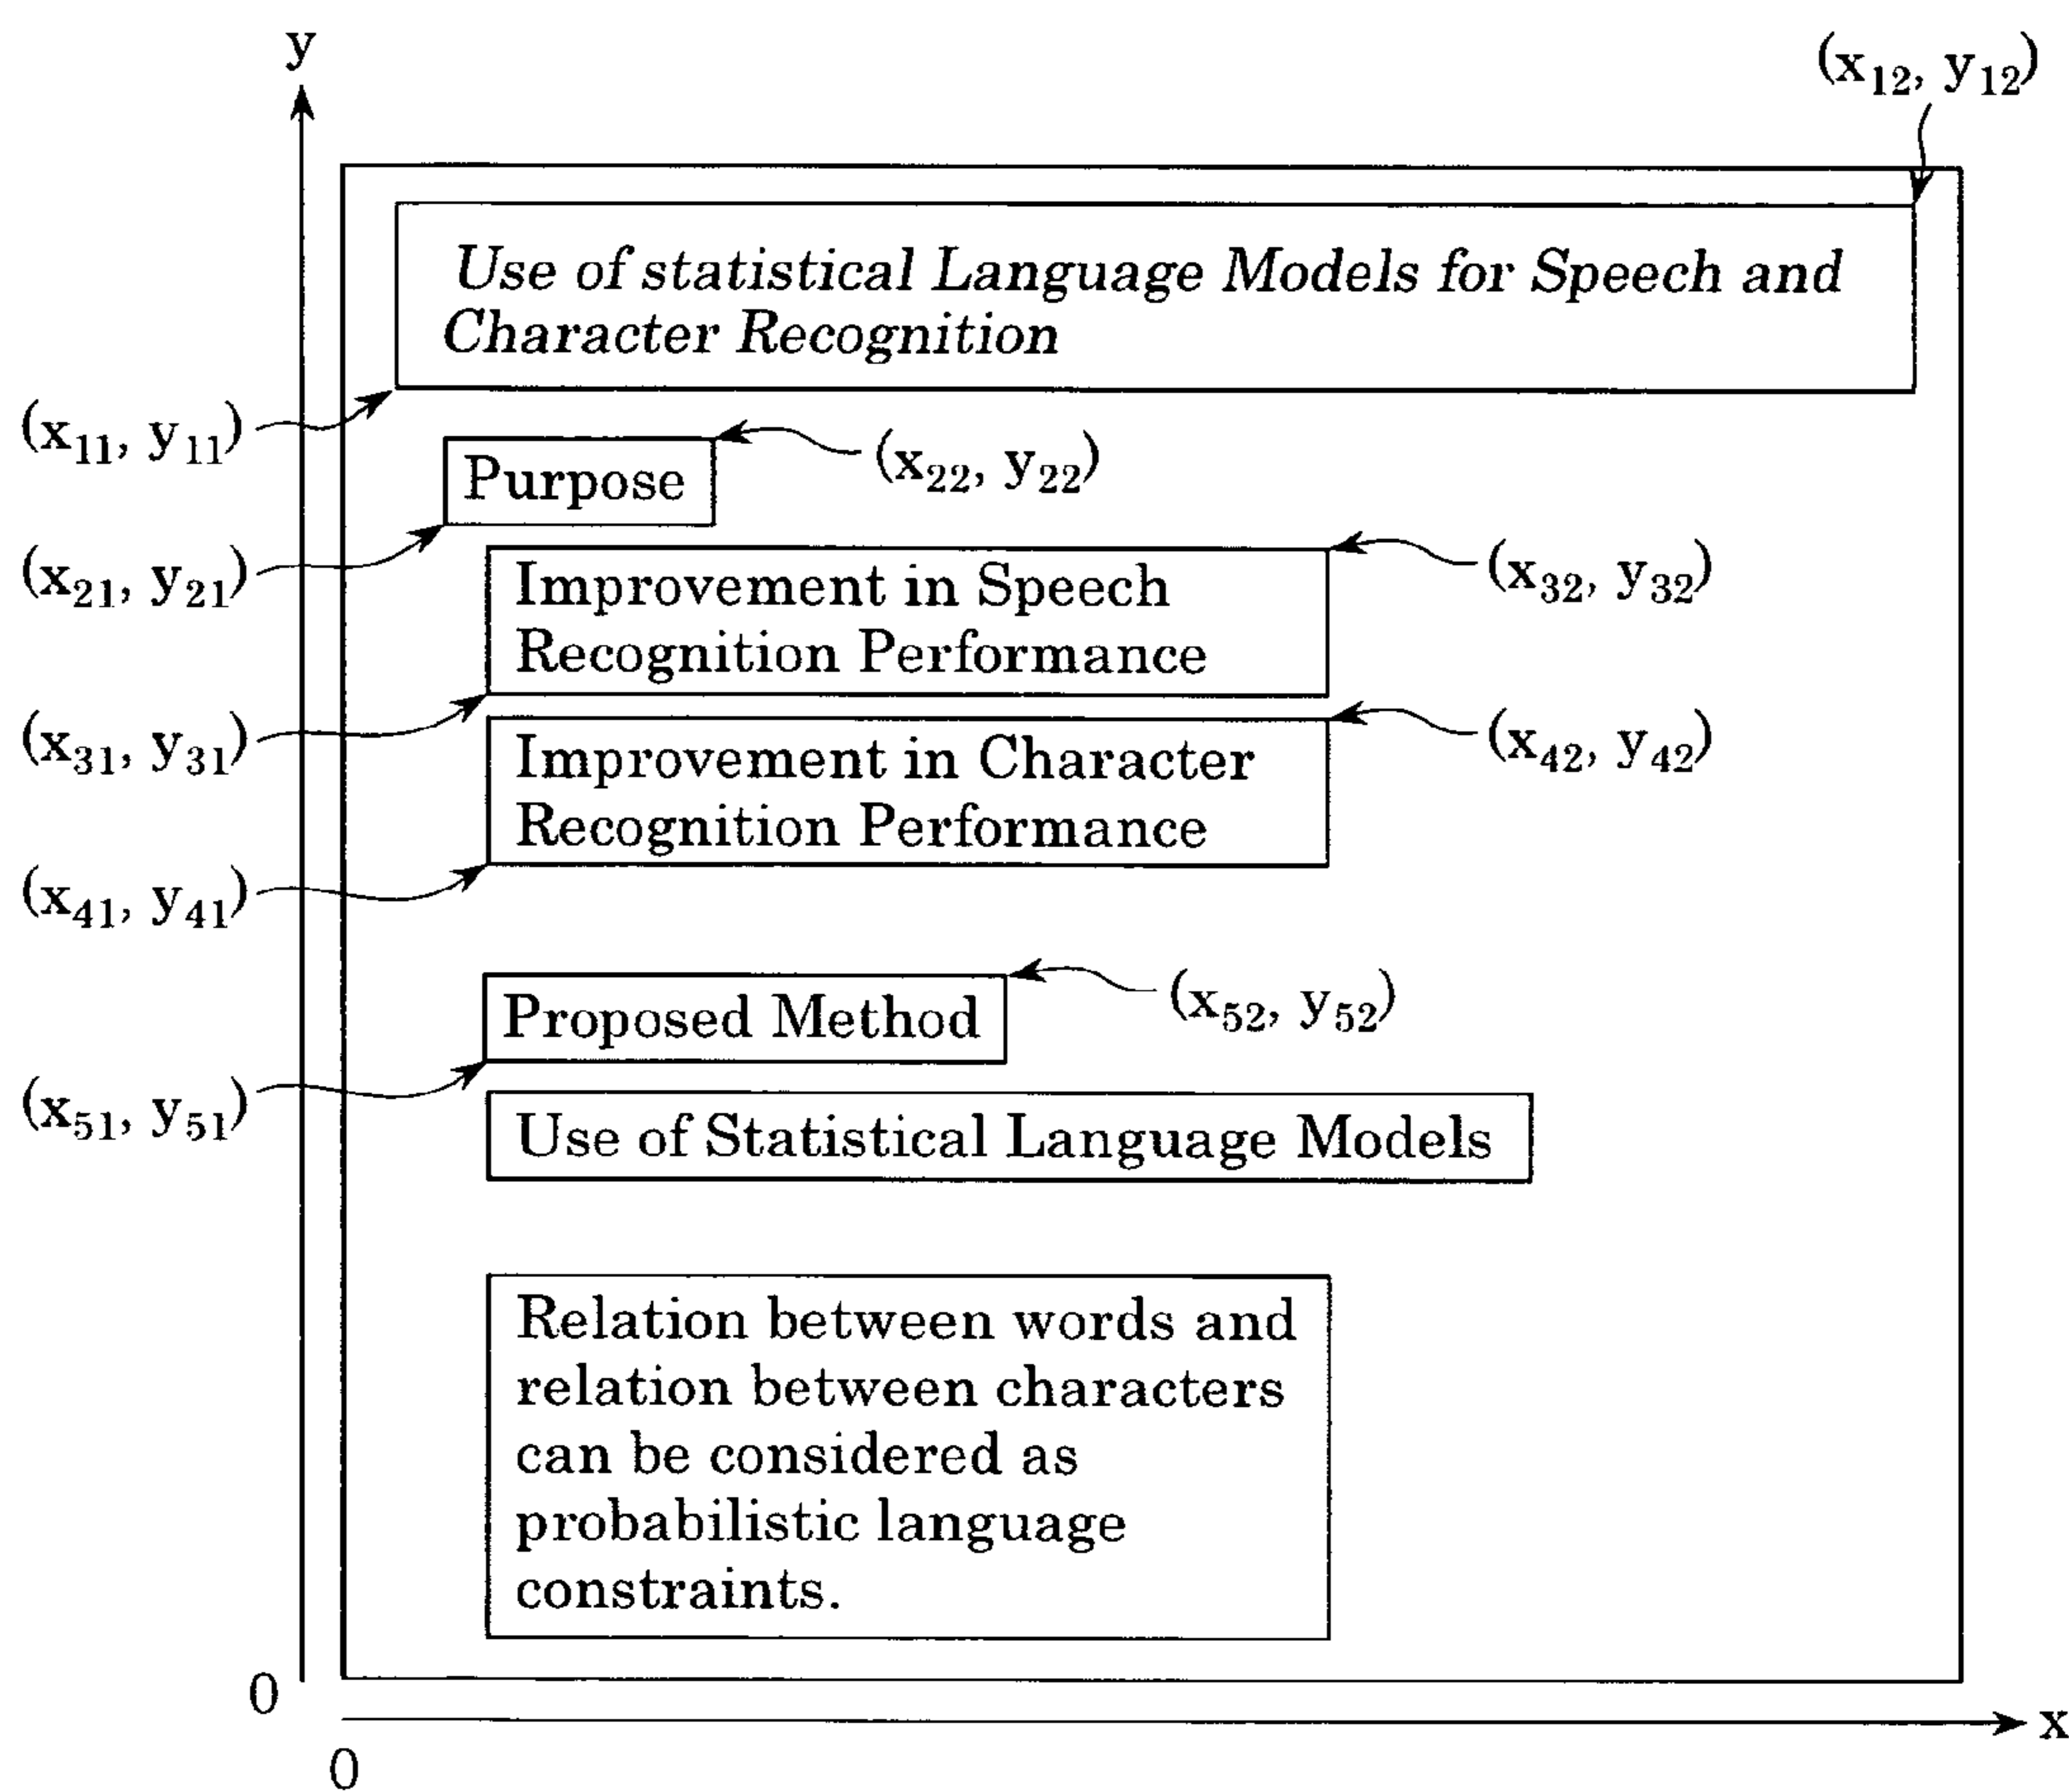 y
(x12, y12)
Use of statistical Language Models for Speech and
Character Recognition
(x11, y11)
Purpose
(x22, y22)
(x21, y21)
Improvement in Speech
Recognition Performance
(x32, y32)
(x31, y31)
Improvement in Character
Recognition Performance
(x42, y42)
(x41, y41)
Proposed Method
(x52, y52)
(x51, y51)
Use of Statistical Language Models
Relation between words and
relation between characters
can be considered as
probabilistic language
constraints.
0
x
0